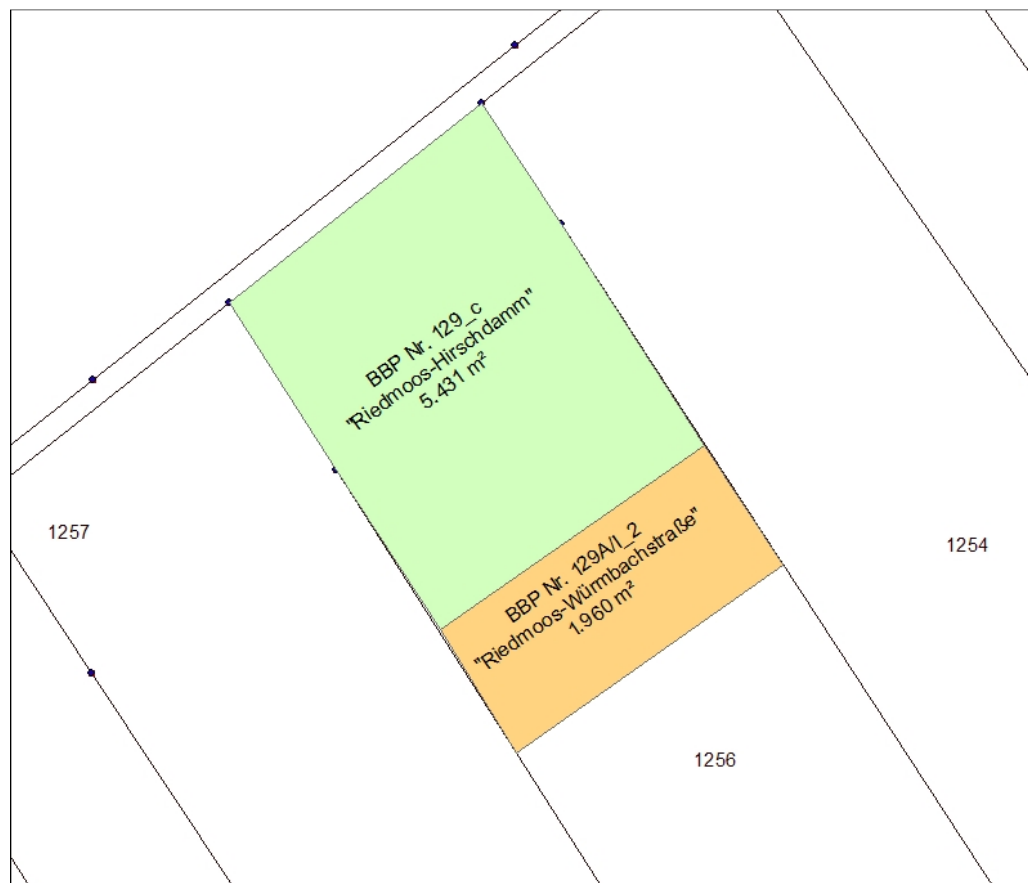 BBP Nr. 129_c
"Riedmoos-Hirschdamm"
5.431 m²
1257
BBP Nr. 129A/I_2
"Riedmoos-Würmbachstraße"
1.960 m²
1254
1256